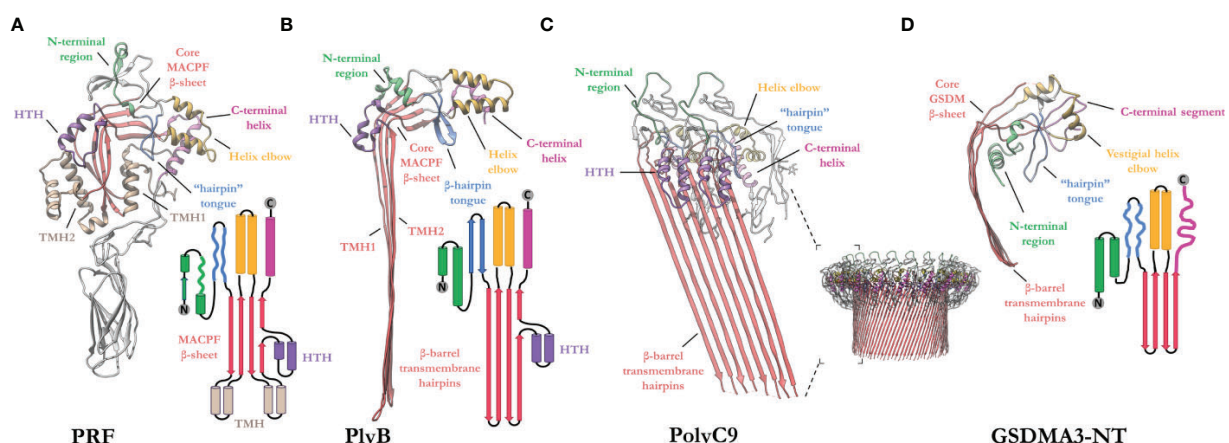 A
N-terminal
region
Core
MACPF
β-sheet
HTH
C-terminal
helix
Helix elbow
"hairpin"
tongue
TMH1
TMH2
C
N
MACPF
β-sheet
HTH
TMH
PRF
B
N-terminal
region
HTH
Core
MACPF
β-sheet
C-terminal
helix
Helix
elbow
β-hairpin
tongue
TMH1
TMH2
C
N
β-barrel
transmembrane
hairpins
HTH
PlyB
C
N-terminal
region
Helix elbow
"hairpin"
tongue
C-terminal
helix
HTH
β-barrel
transmembrane
hairpins
PolyC9
D
Core
GSDM
β-sheet
C-terminal segment
Vestigial helix
elbow
"hairpin"
tongue
N-terminal
region
C
N
β-barrel
transmembrane
hairpins
GSDMA3-NT